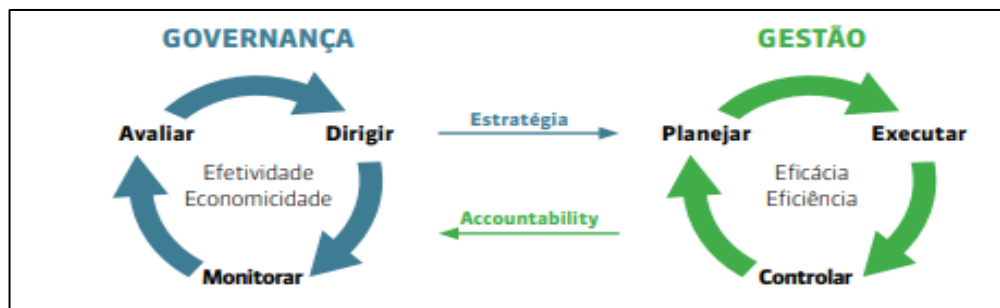 GOVERNANÇA
GESTÃO
Avaliar
Dirigir
Estratégia
Planejar
Executar
Efetividade
Economicidade
Eficácia
Eficiência
Accountability
Monitorar
Controlar